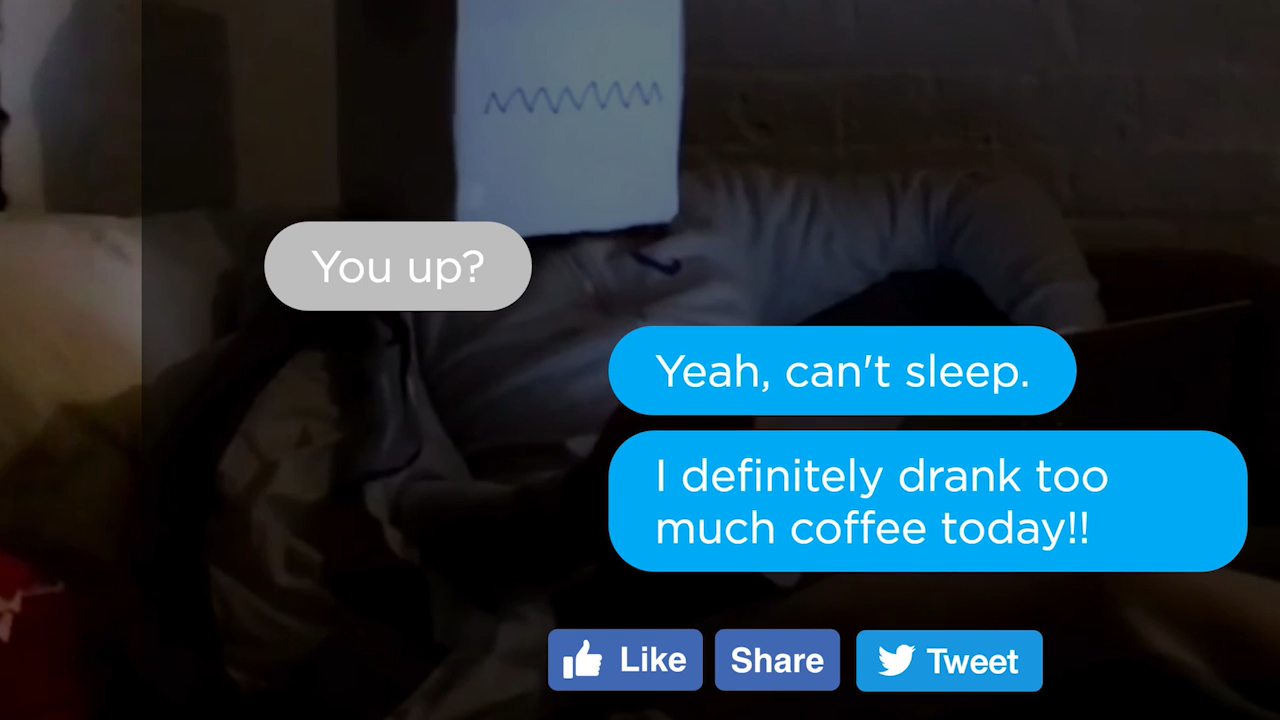 You up?
Yeah, can't sleep.
I definitely drank too
much coffee today!!
Like
Share
Tweet